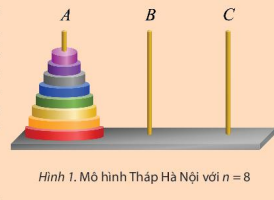 A B C
Hình 1. Mô hình Tháp Hà Nội với n = 8